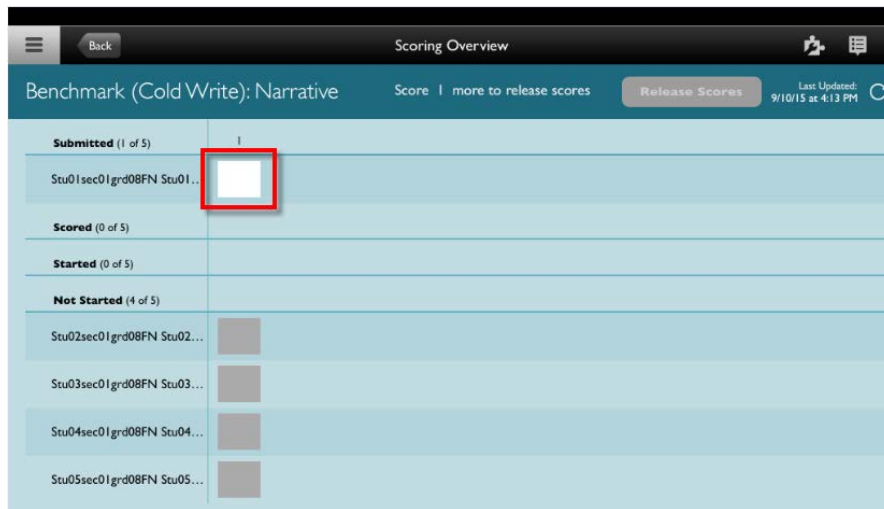 Back
Scoring Overview
Benchmark (Cold Write): Narrative
Score 1 more to release scores
Release Scores
Last Updated:
9/10/15 at 4:13 PM
Submitted (1 of 5)
1
Stu01sec01grd08FN Stu01...
Scored (0 of 5)
Started (0 of 5)
Not Started (4 of 5)
Stu02sec01grd08FN Stu02...
Stu03sec01grd08FN Stu03...
Stu04sec01grd08FN Stu04...
Stu05sec01grd08FN Stu05...